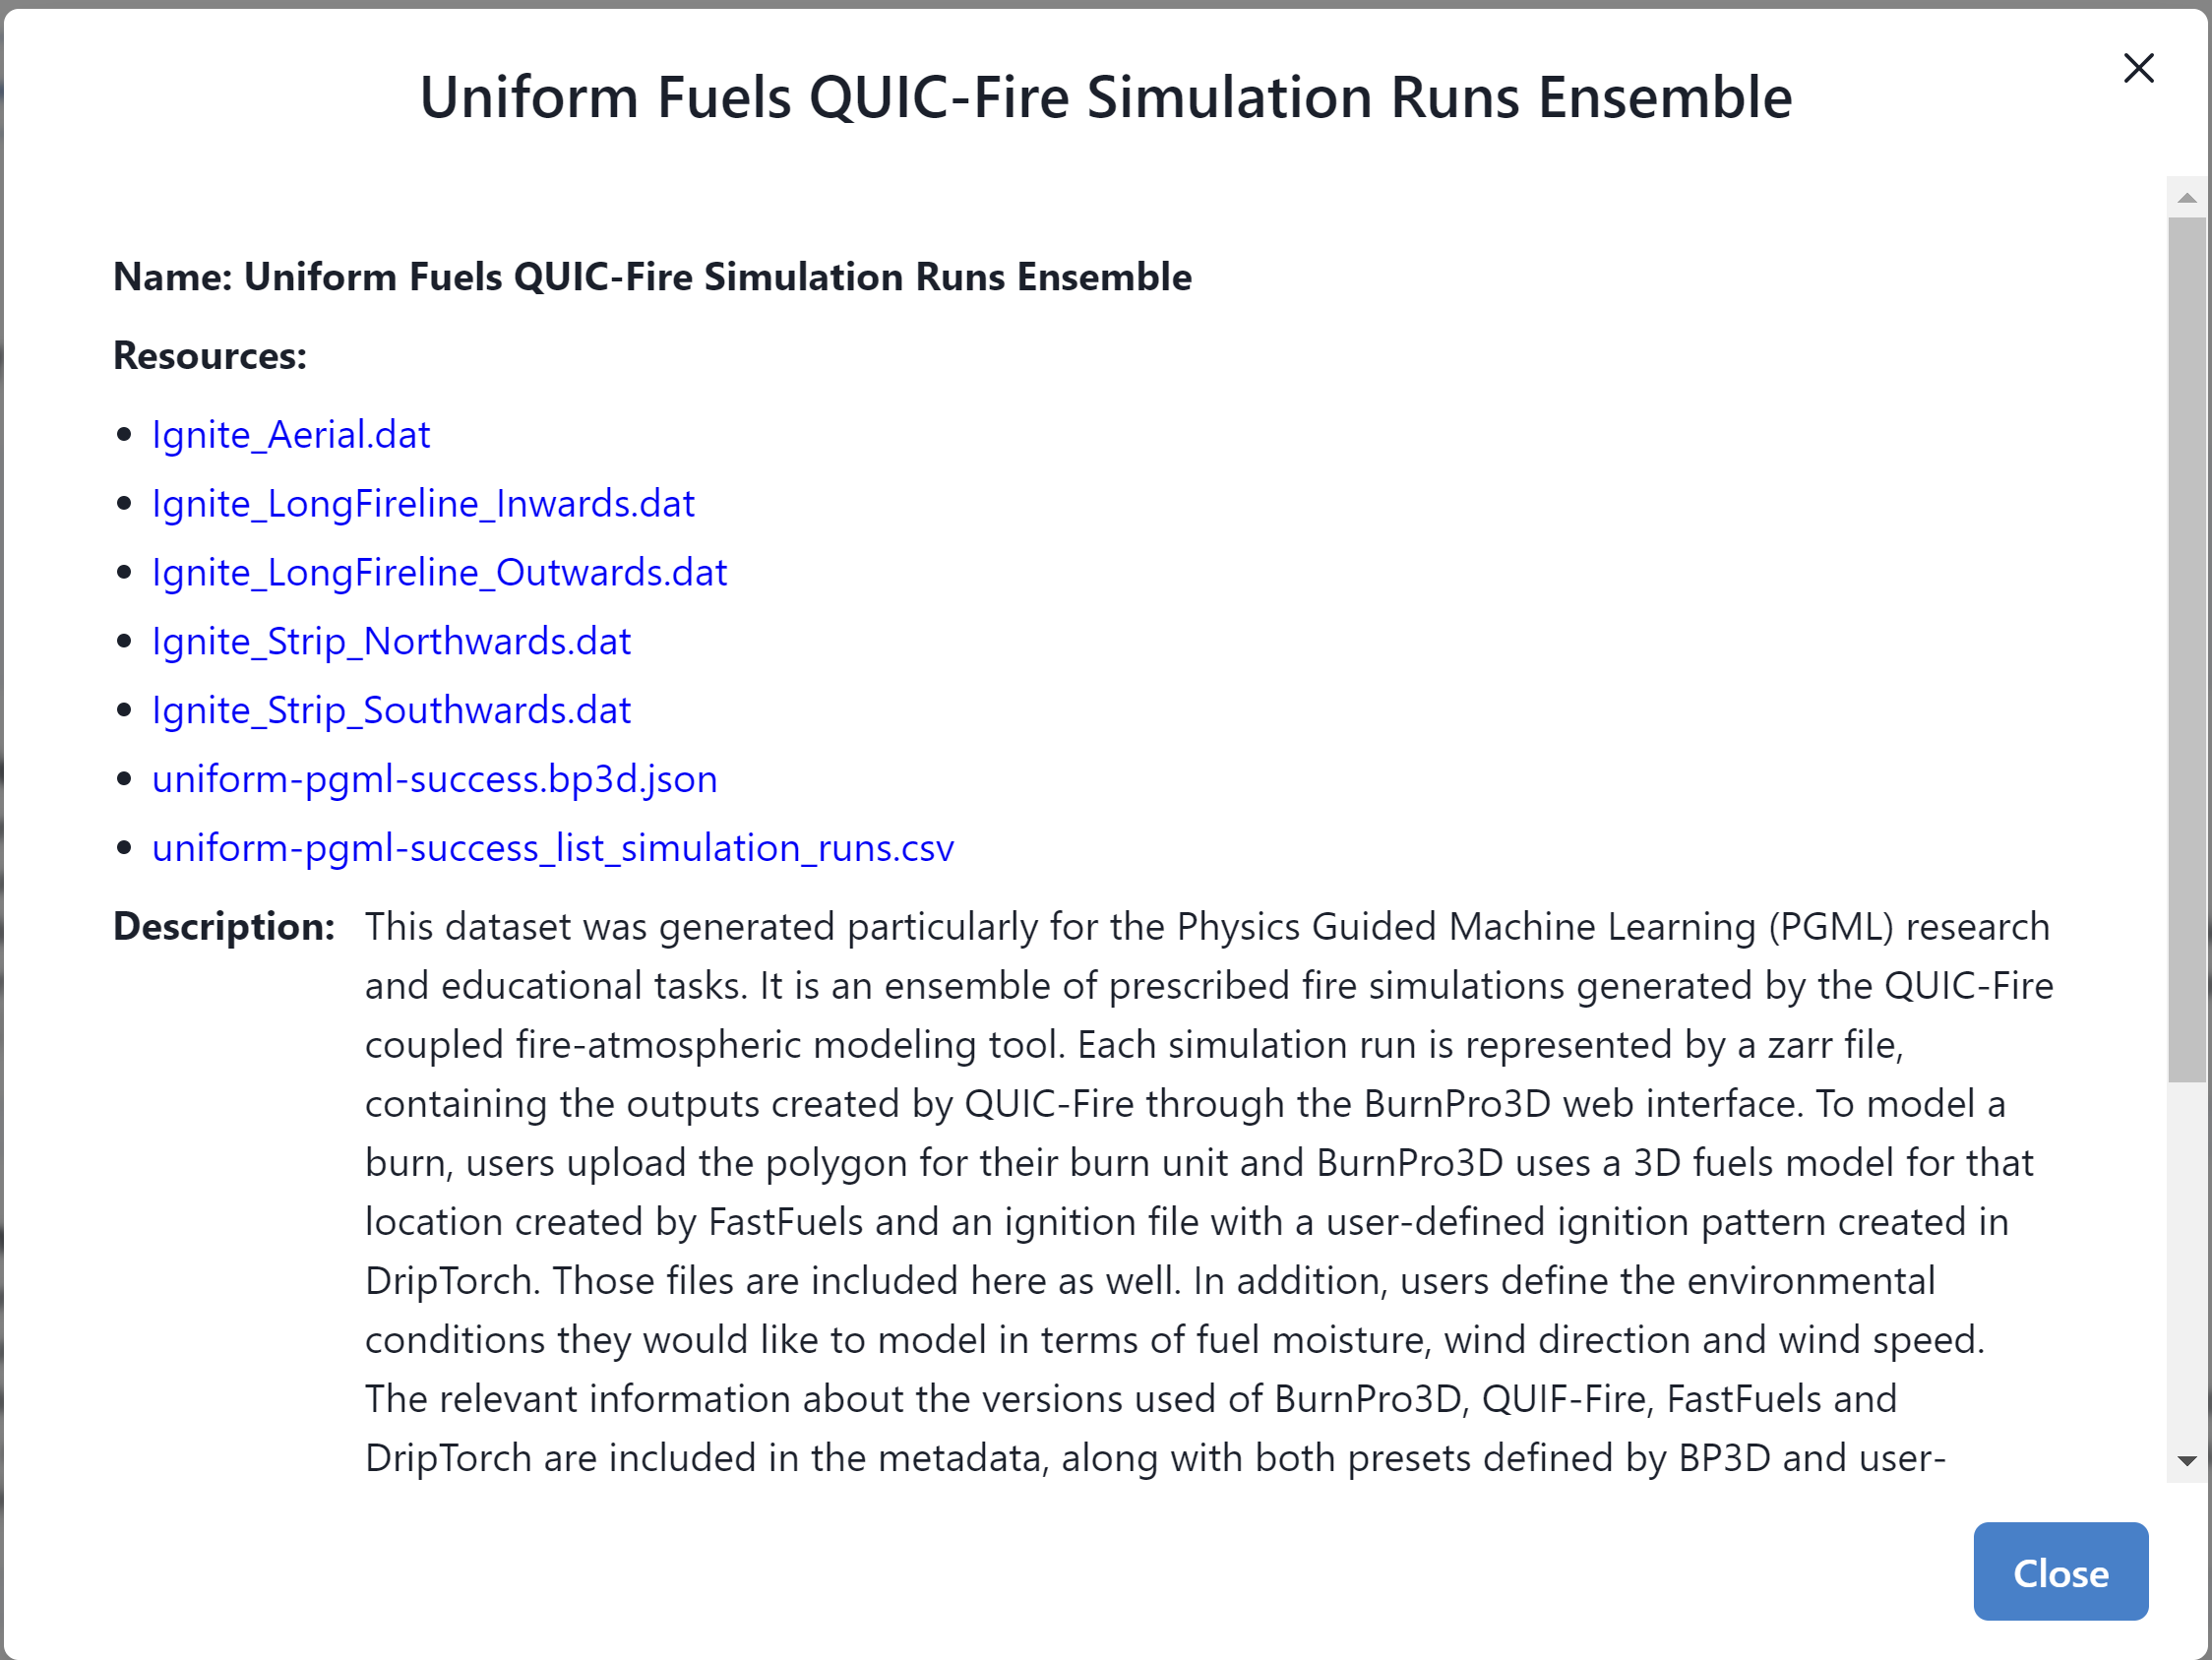 Uniform Fuels QUIC-Fire Simulation Runs Ensemble
Name: Uniform Fuels QUIC-Fire Simulation Runs Ensemble
Resources:
• Ignite_Aerial.dat
• Ignite_LongFireline_Inwards.dat
• Ignite_LongFireline_Outwards.dat
• Ignite_Strip_Northwards.dat
• Ignite_Strip_Southwards.dat
• uniform-pgml-success.bp3d.json
• uniform-pgml-success_list_simulation_runs.csv
Description: This dataset was generated particularly for the Physics Guided Machine Learning (PGML) research
and educational tasks. It is an ensemble of prescribed fire simulations generated by the QUIC-Fire
coupled fire-atmospheric modeling tool. Each simulation run is represented by a zarr file,
containing the outputs created by QUIC-Fire through the BurnPro3D web interface. To model a
burn, users upload the polygon for their burn unit and BurnPro3D uses a 3D fuels model for that
location created by FastFuels and an ignition file with a user-defined ignition pattern created in
DripTorch. Those files are included here as well. In addition, users define the environmental
conditions they would like to model in terms of fuel moisture, wind direction and wind speed.
The relevant information about the versions used of BurnPro3D, QUIF-Fire, FastFuels and
DripTorch are included in the metadata, along with both presets defined by BP3D and user-
Close